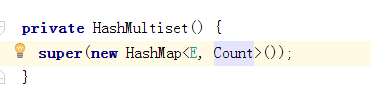 private HashMultiset() {
super(new HashMap<E, Count>());
}